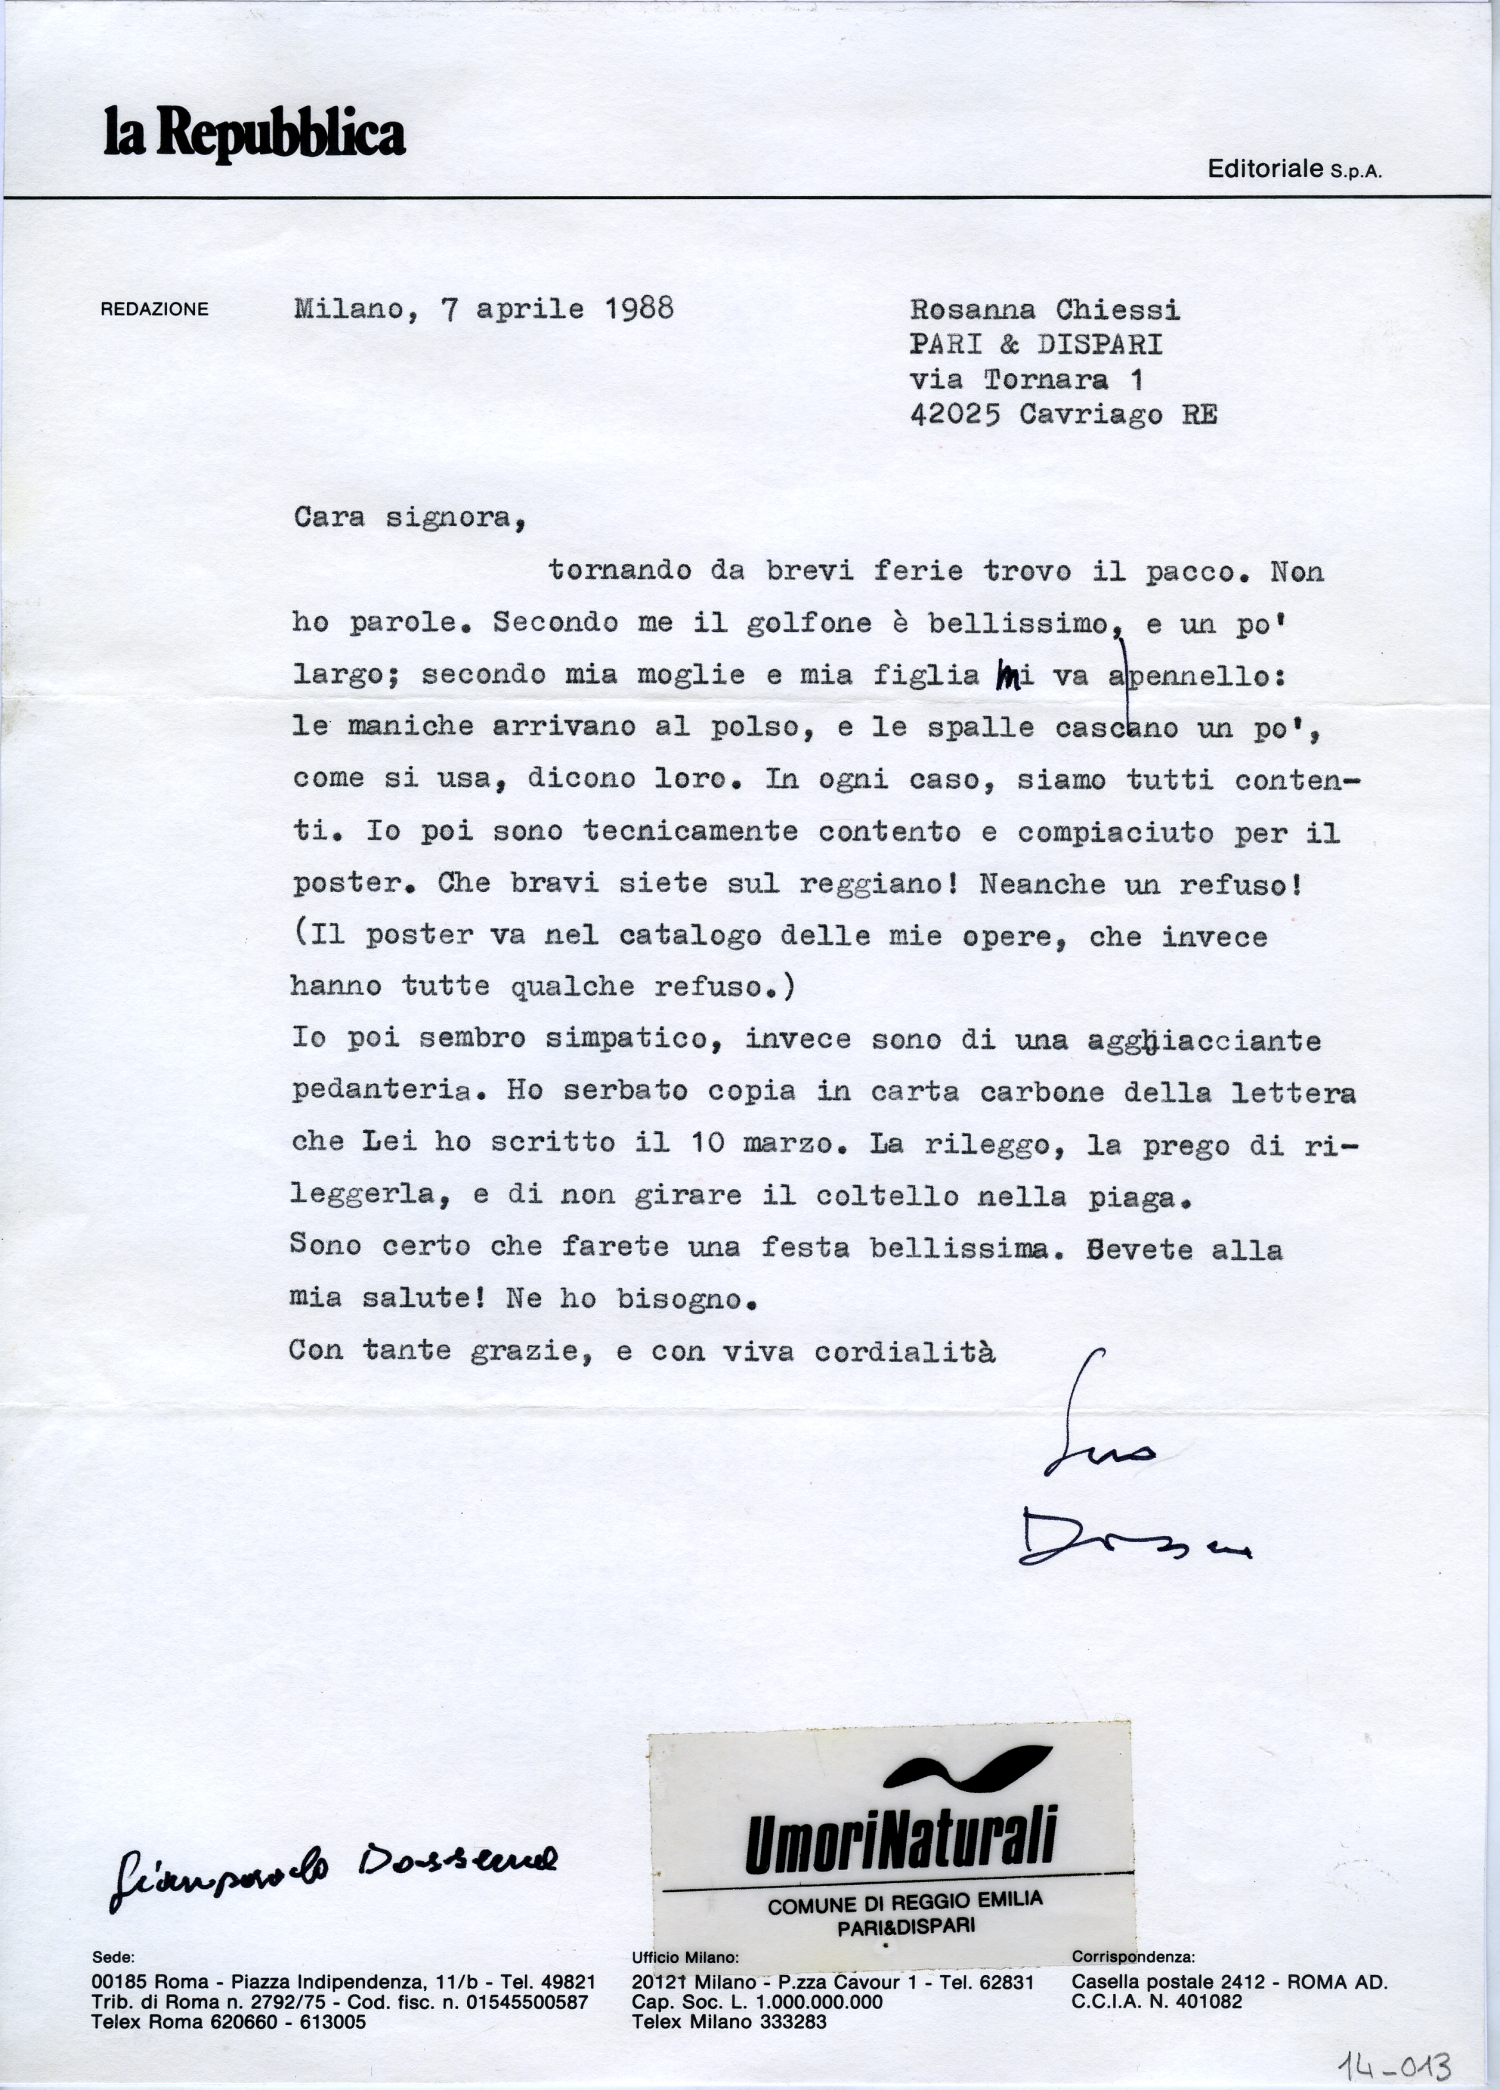 la Repubblica
Editoriale S.p.A.
REDAZIONE
Milano, 7 aprile 1988
Rosanna Chiessi
PARI & DISPARI
via Tornara 1
42025 Cavriago RE
Cara signora,
tornando da brevi ferie trovo il pacco. Non
ho parole. Secondo me il golfone è bellissimo, e un po'
largo; secondo mia moglie e mia figlia mi va a|pennello:
le maniche arrivano al polso, e le spalle cascano un po',
come si usa, dicono loro. In ogni caso, siamo tutti conten-
ti. Io poi sono tecnicamente contento e compiaciuto per il
poster. Che bravi siete sul reggiano! Neanche un refuso!
(Il poster va nel catalogo delle mie opere, che invece
hanno tutte qualche refuso.)
Io poi sembro simpatico, invece sono di una agghiacciante
pedanteria. Ho serbato copia in carta carbone della lettera
che Lei ho scritto il 10 marzo. La rileggo, la prego di ri-
leggerla, e di non girare il coltello nella piaga.
Sono certo che farete una festa bellissima. Bevete alla
mia salute! Ne ho bisogno.
Con tante grazie, e con viva cordialità
Suo
Dossena
Giampaolo Dossena
UmoriNaturali
COMUNE DI REGGIO EMILIA
PARI&DISPARI
Sede:
00185 Roma - Piazza Indipendenza, 11/b - Tel. 49821
Trib. di Roma n. 2792/75 - Cod. fisc. n. 01545500587
Telex Roma 620660 - 613005
Ufficio Milano:
20121 Milano - P.zza Cavour 1 - Tel. 62831
Cap. Soc. L. 1.000.000.000
Telex Milano 333283
Corrispondenza:
Casella postale 2412 - ROMA AD.
C.C.I.A. N. 401082
14-013